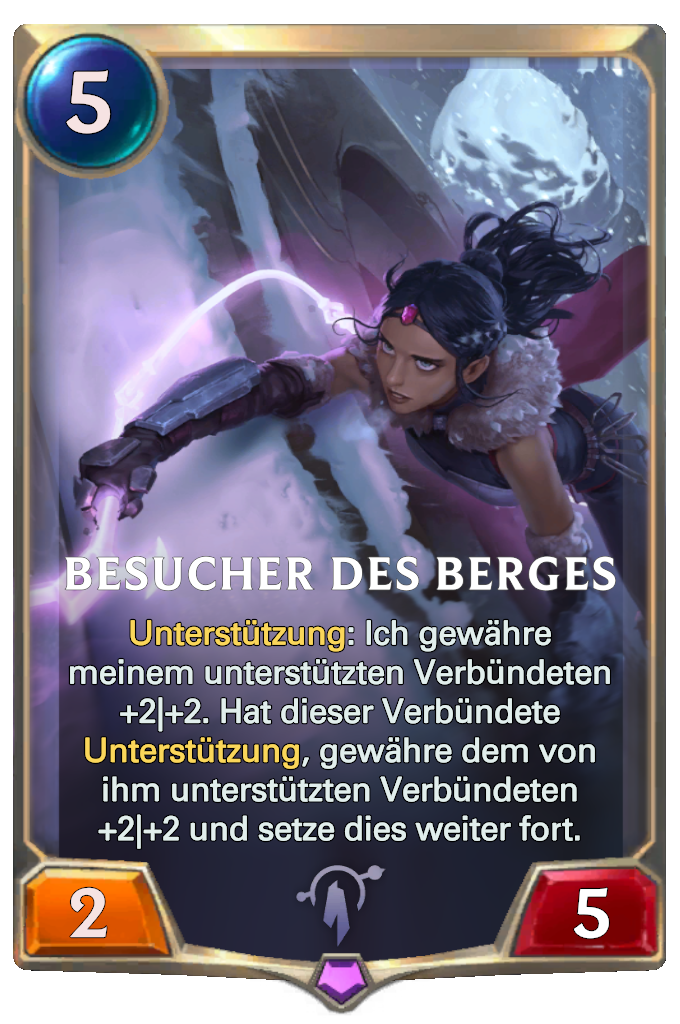 5
BESUCHER DES BERGES
Unterstützung: Ich gewähre
meinem unterstützten Verbündeten
+2|+2. Hat dieser Verbündete
Unterstützung, gewähre dem von
ihm unterstützten Verbündeten
+2|+2 und setze dies weiter fort.
2
5